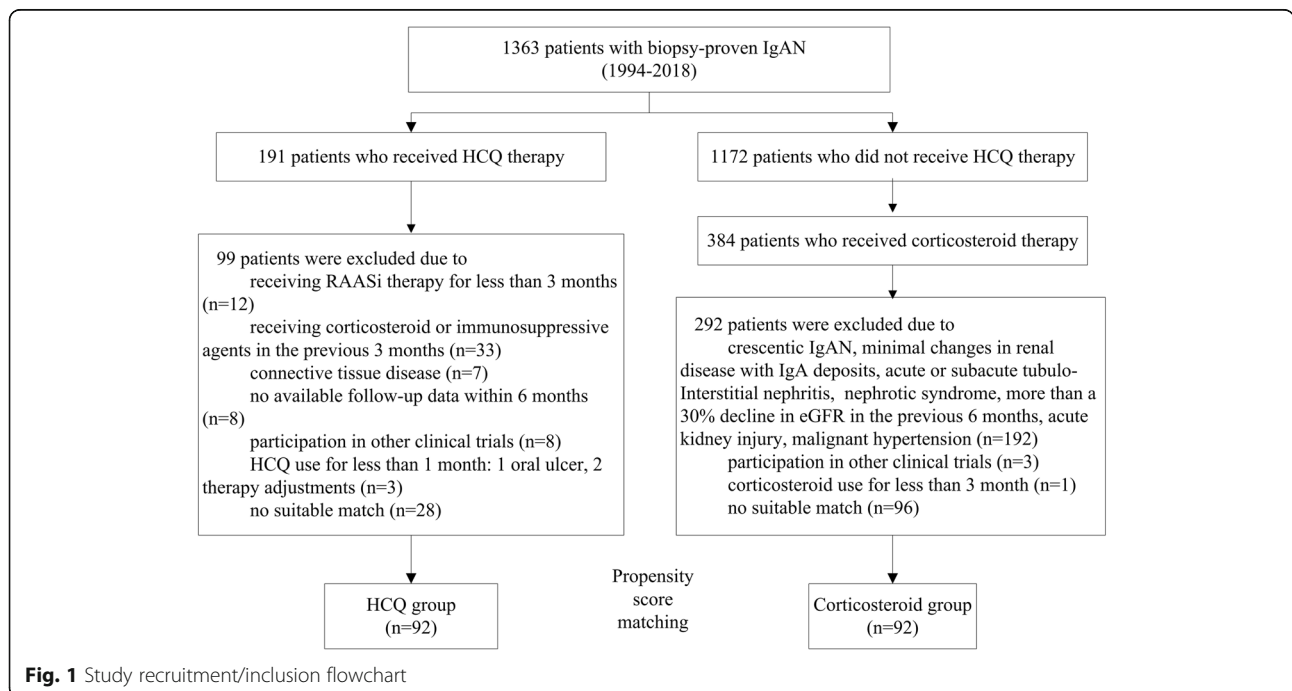 1363 patients with biopsy-proven IgAN
(1994-2018)
191 patients who received HCQ therapy
1172 patients who did not receive HCQ therapy
384 patients who received corticosteroid therapy
99 patients were excluded due to
receiving RAASi therapy for less than 3 months
(n=12)
receiving corticosteroid or immunosuppressive
agents in the previous 3 months (n=33)
connective tissue disease (n=7)
no available follow-up data within 6 months
(n=8)
participation in other clinical trials (n=8)
HCQ use for less than 1 month: 1 oral ulcer, 2
therapy adjustments (n=3)
no suitable match (n=28)
292 patients were excluded due to
crescentic IgAN, minimal changes in renal
disease with IgA deposits, acute or subacute tubulo-
Interstitial nephritis, nephrotic syndrome, more than a
30% decline in eGFR in the previous 6 months, acute
kidney injury, malignant hypertension (n=192)
participation in other clinical trials (n=3)
corticosteroid use for less than 3 month (n=1)
no suitable match (n=96)
HCQ group
(n=92)
Propensity
score
matching
Corticosteroid group
(n=92)
Fig. 1 Study recruitment/inclusion flowchart